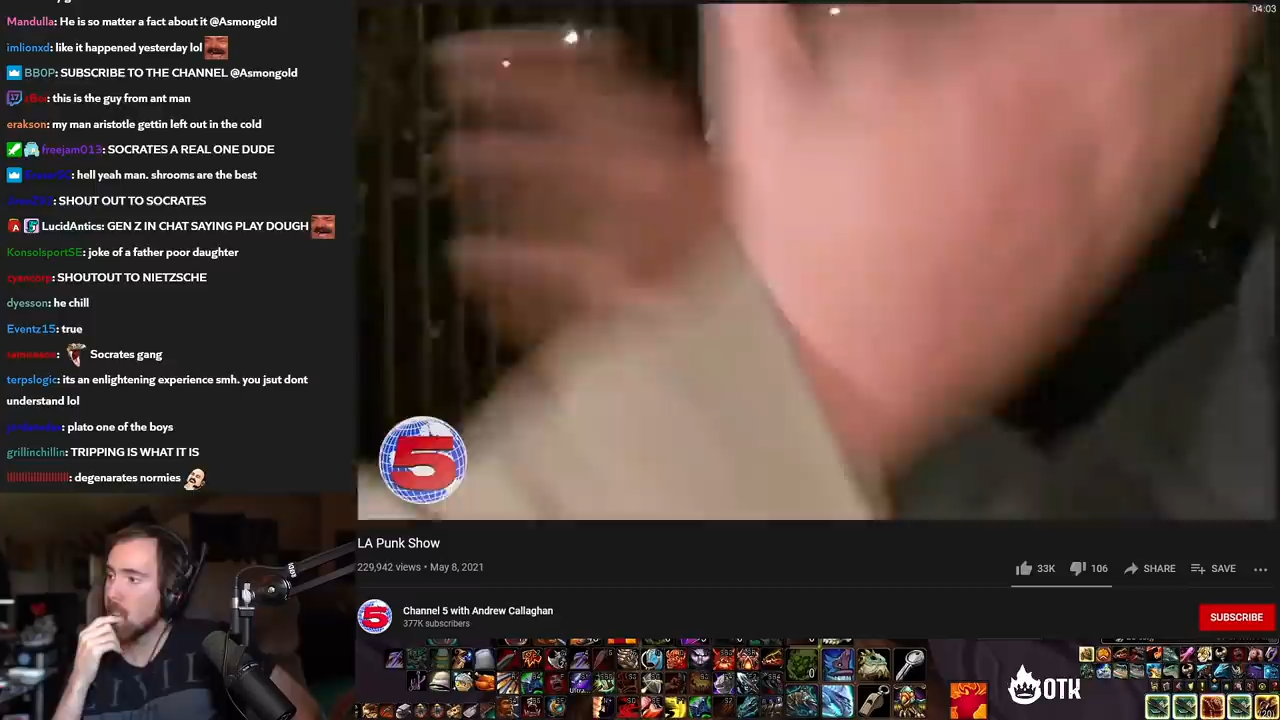 Mandulla: He is so matter a fact about it @Asmongold
imlionxd: like it happened yesterday lol
BB0P: SUBSCRIBE TO THE CHANNEL @Asmongold
this is the guy from ant man
erakson: my man aristotle gettin left out in the cold
freejam013: SOCRATES A REAL ONE DUDE
hell yeah man. shrooms are the best
SHOUT OUT TO SOCRATES
LucidAntics: GEN Z IN CHAT SAYING PLAY DOUGH
KonsolsportSE: joke of a father poor daughter
SHOUTOUT TO NIETZSCHE
dyesson: he chill
Eventz15: true
Socrates gang
terpslogic: its an enlightening experience smh. you jsut dont
understand lol
plato one of the boys
grillinchillin: TRIPPING IS WHAT IT IS
degenarates normies
04:03
5
LA Punk Show
229,942 views • May 8, 2021
33K
106
SHARE
SAVE
5
Channel 5 with Andrew Callaghan
377K subscribers
SUBSCRIBE
OTK